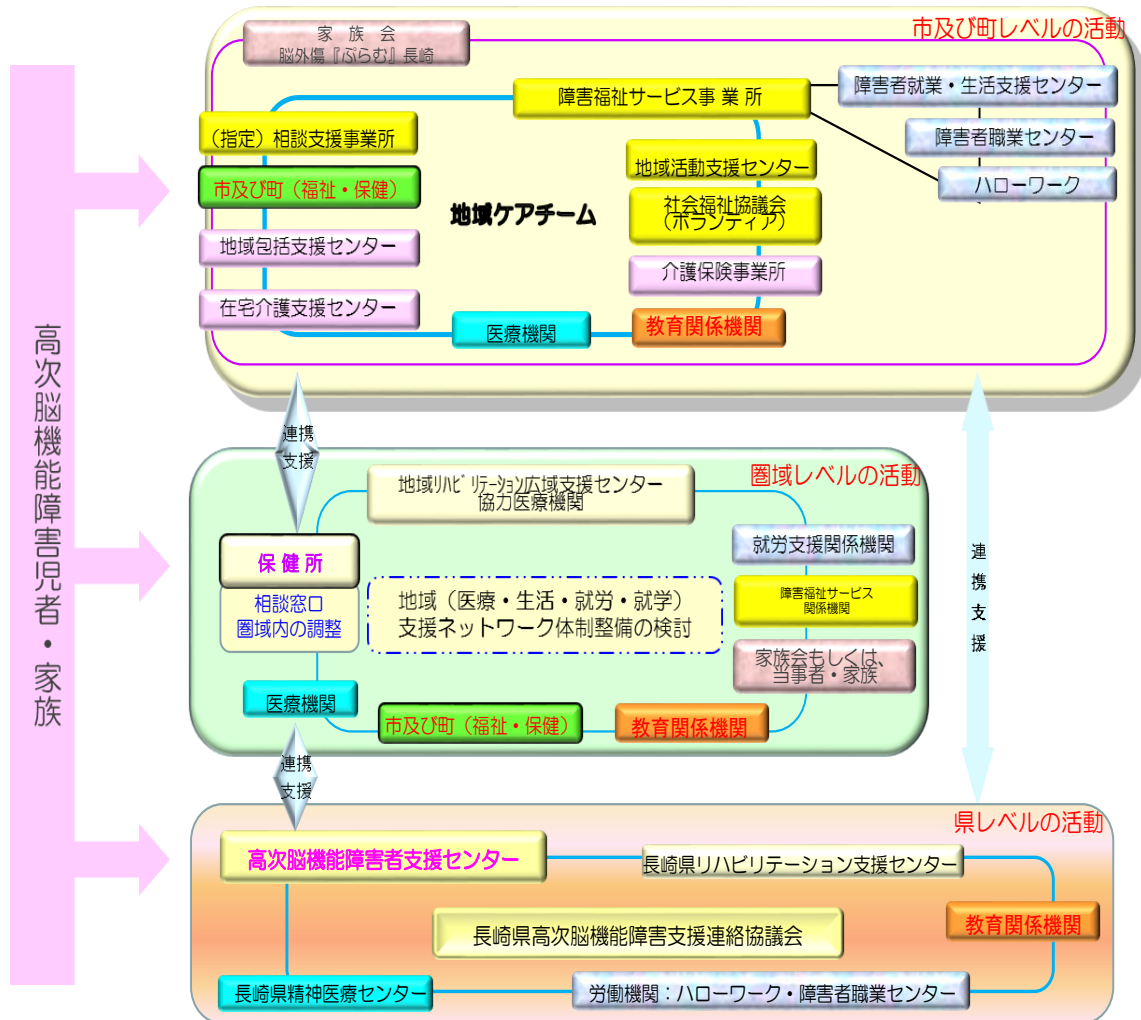 市及び町レベルの活動
家 族 会
脳外傷『ぷらむ』長崎
障害福祉サービス事 業 所
障害者就業・生活支援センター
(指定)相談支援事業所
障害者職業センター
地域活動支援センター
ハローワーク
市及び町(福祉・保健)
地域ケアチーム
社会福祉協議会
(ボランティア)
地域包括支援センター
介護保険事業所
在宅介護支援センター
医療機関
教育関係機関
高次脳機能障害児者・家族
連携
支援
連携支援
圏域レベルの活動
地域リハビリテーション広域支援センター
協力医療機関
保 健 所
相談窓口
圏域内の調整
就労支援関係機関
地域(医療・生活・就労・就学)
支援ネットワーク体制整備の検討
障害福祉サービス
関係機関
家族会もしくは、
当事者・家族
医療機関
市及び町(福祉・保健)
教育関係機関
連携
支援
県レベルの活動
高次脳機能障害者支援センター
長崎県リハビリテーション支援センター
教育関係機関
長崎県高次脳機能障害支援連絡協議会
長崎県精神医療センター
労働機関:ハローワーク・障害者職業センター